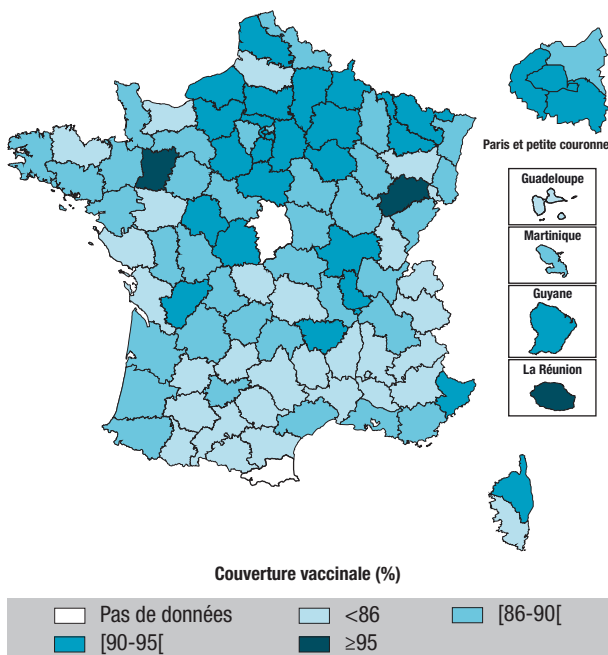 Paris et petite couronne
Guadeloupe
Martinique
Guyane
La Réunion
Couverture vaccinale (%)
Pas de données
<86
[86-90[
[90-95[
≥95